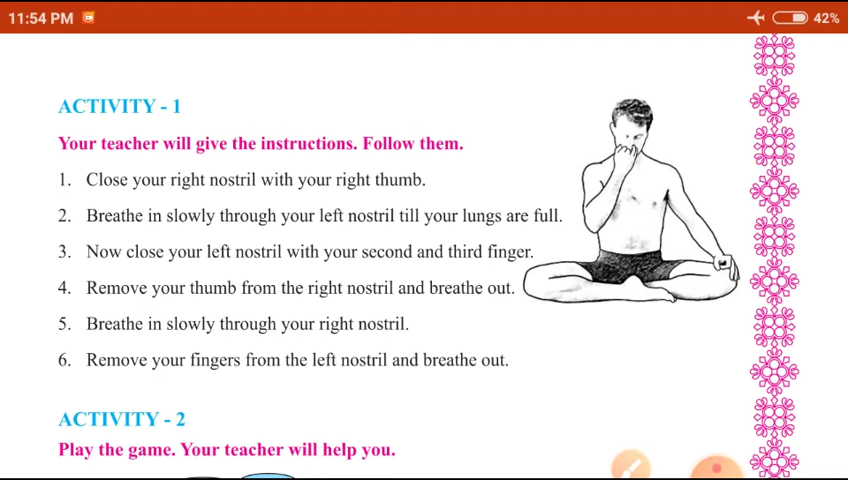 11:54 PM
42%
ACTIVITY - 1
Your teacher will give the instructions. Follow them.
1. Close your right nostril with your right thumb.
2. Breathe in slowly through your left nostril till your lungs are full.
3. Now close your left nostril with your second and third finger.
4. Remove your thumb from the right nostril and breathe out.
5. Breathe in slowly through your right nostril.
6. Remove your fingers from the left nostril and breathe out.
ACTIVITY - 2
Play the game. Your teacher will help you.